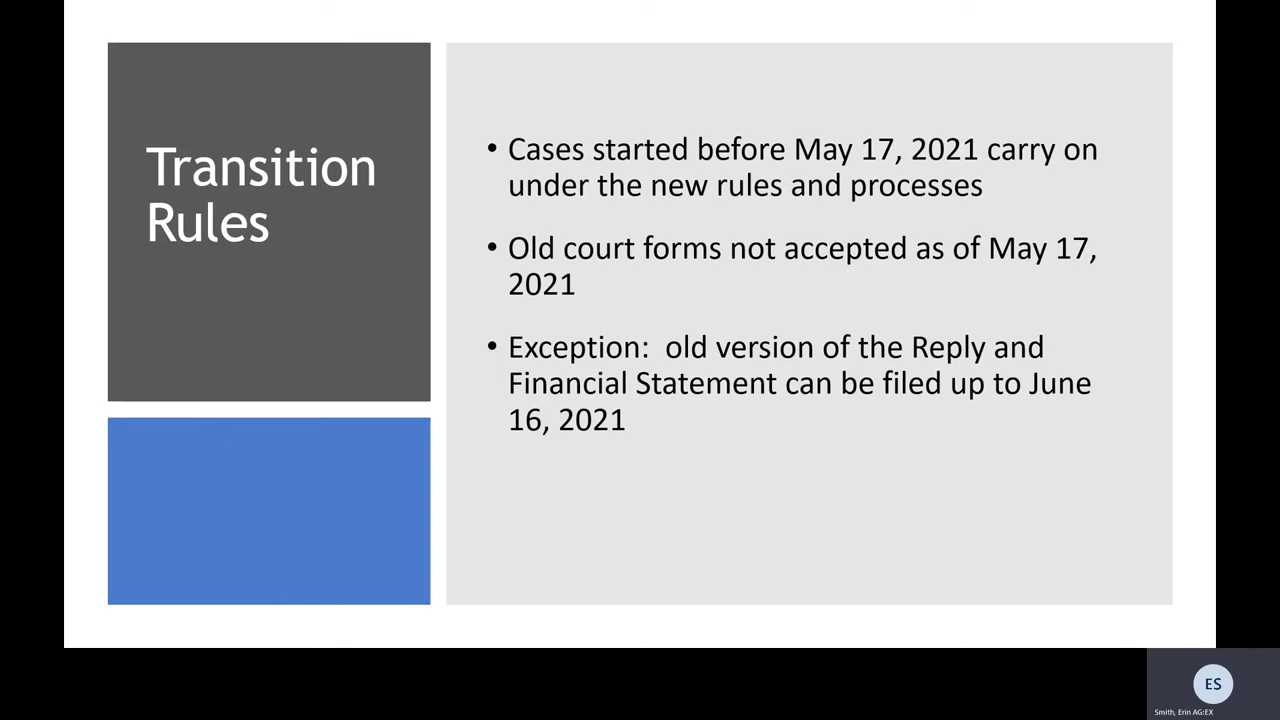 Transition
Rules
• Cases started before May 17, 2021 carry on
under the new rules and processes
• Old court forms not accepted as of May 17,
2021
• Exception:  old version of the Reply and
Financial Statement can be filed up to June
16, 2021
ES
Smith, Erin AG:EX